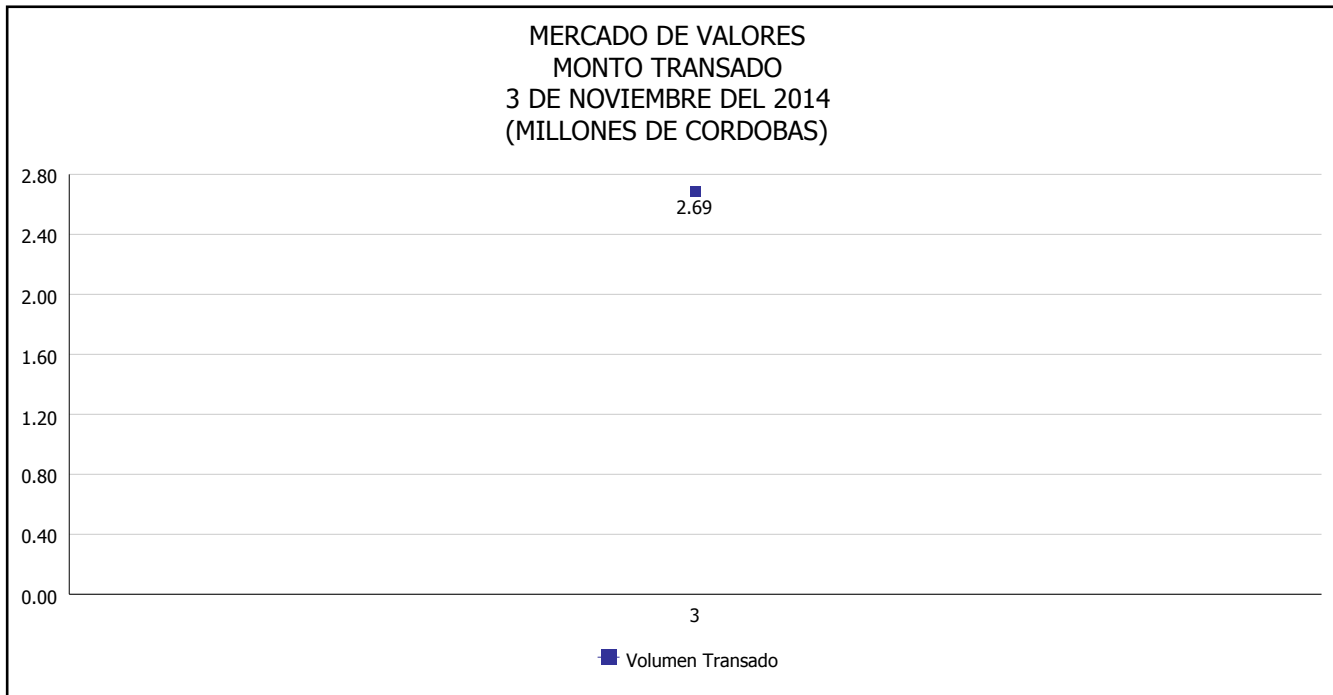 MERCADO DE VALORES
MONTO TRANSADO
3 DE NOVIEMBRE DEL 2014
(MILLONES DE CORDOBAS)
2.80
2.69
2.40
2.00
1.60
1.20
0.80
0.40
0.00
3
Volumen Transado